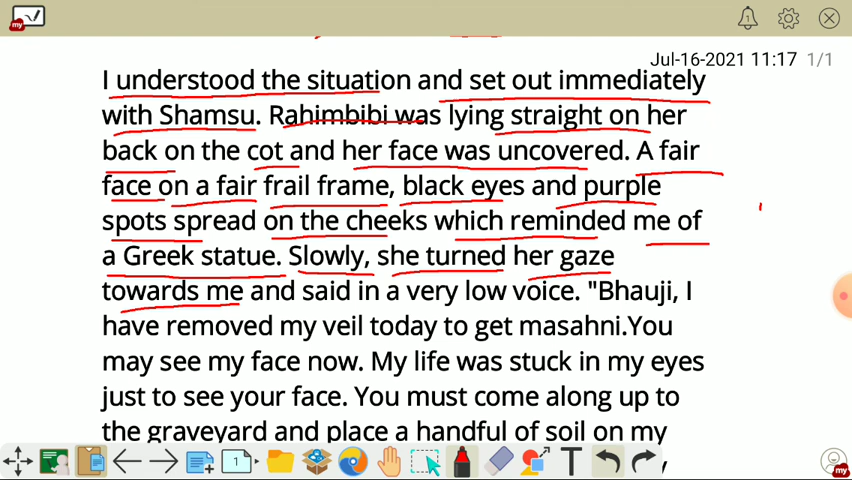 Jul-16-2021 11:17 1/1
I understood the situation and set out immediately
with Shamsu. Rahimbibi was lying straight on her
back on the cot and her face was uncovered. A fair
face on a fair frail frame, black eyes and purple
spots spread on the cheeks which reminded me of
a Greek statue. Slowly, she turned her gaze
towards me and said in a very low voice. "Bhauji, I
have removed my veil today to get masahni.You
may see my face now. My life was stuck in my eyes
just to see your face. You must come along up to
the graveyard and place a handful of soil on my
my
1
1
T
my